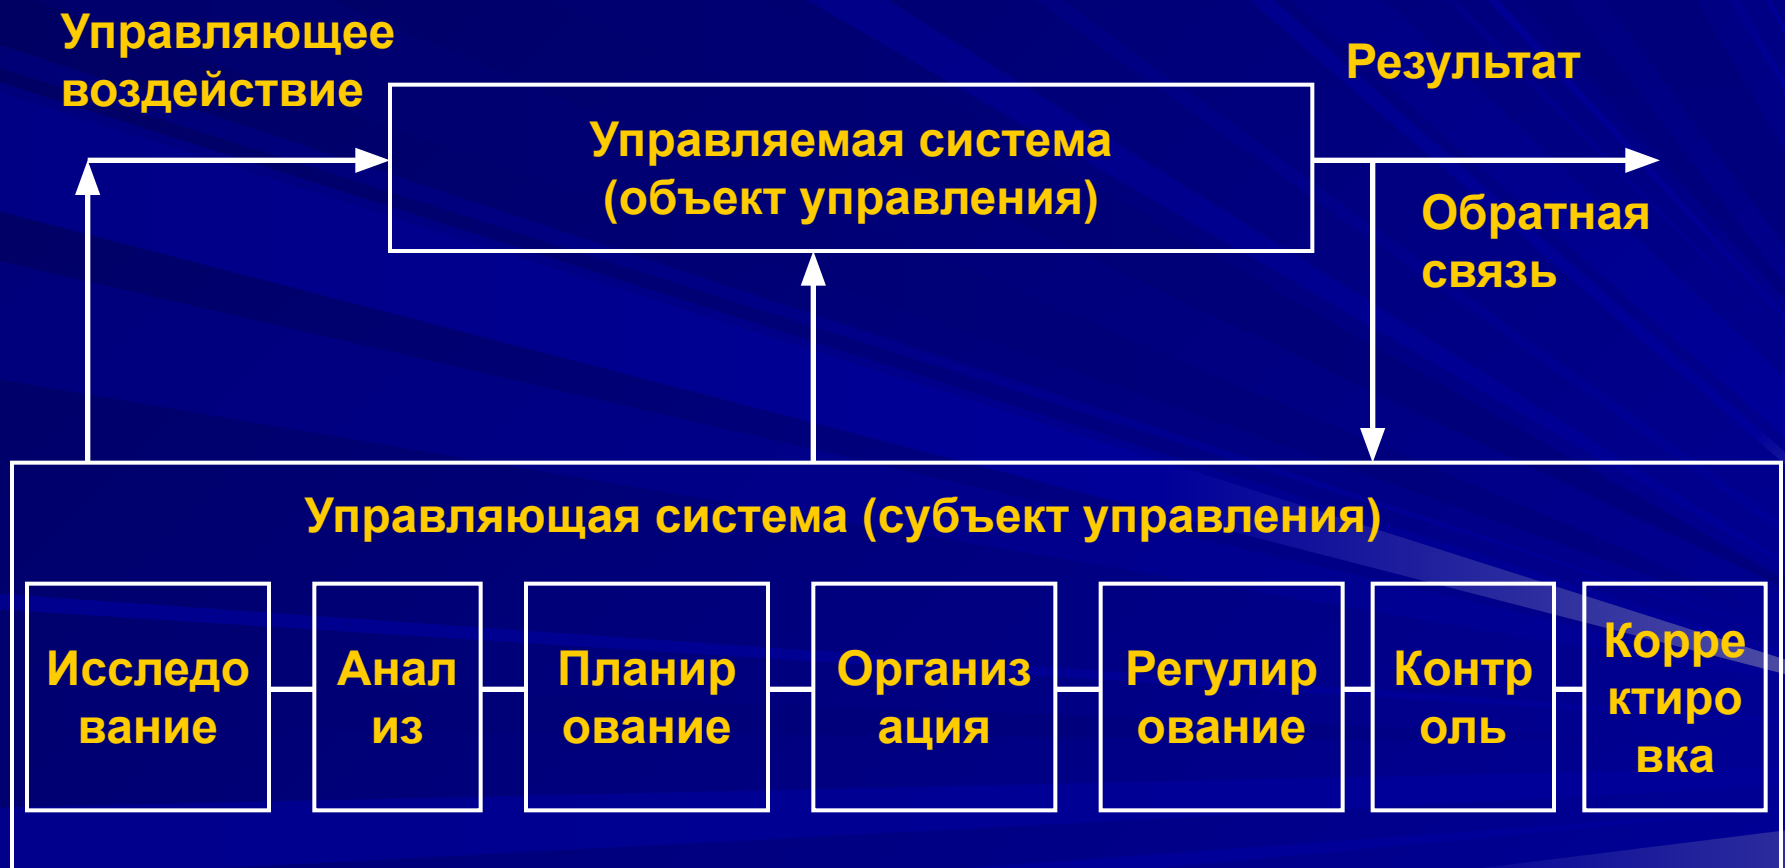 Управляющее
воздействие
Результат
Управляемая система
(объект управления)
Обратная
связь
Управляющая система (субъект управления)
Исследо
вание
Анал
из
Планир
ование
Организ
ация
Регулир
ование
Контр
оль
Корре
ктиро
вка